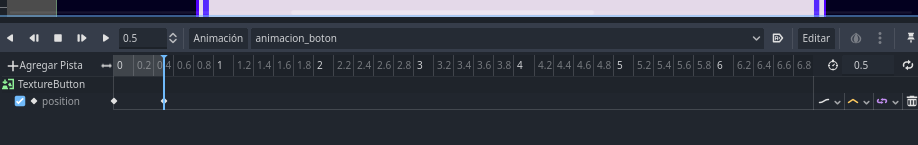 0.5 Animación animacion_boton Editar
Agregar Pista 0 0.2 0.4 0.6 0.8 1 1.2 1.4 1.6 1.8 2 2.2 2.4 2.6 2.8 3 3.2 3.4 3.6 3.8 4 4.2 4.4 4.6 4.8 5 5.2 5.4 5.6 5.8 6 6.2 6.4 6.6 6.8 0.5
TextureButton
position